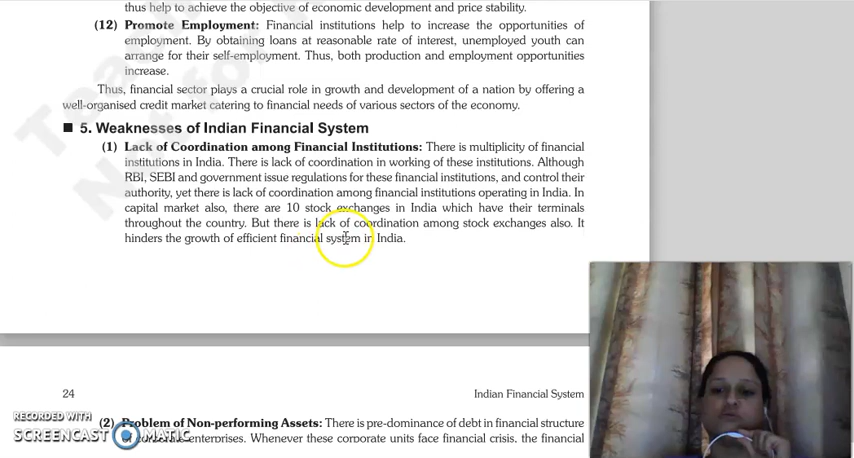 thus help to achieve the objective of economic development and price stability.
(12) Promote Employment: Financial institutions help to increase the opportunities of
employment. By obtaining loans at reasonable rate of interest, unemployed youth can
arrange for their self-employment. Thus, both production and employment opportunities
increase.
Thus, financial sector plays a crucial role in growth and development of a nation by offering a
well-organised credit market catering to financial needs of various sectors of the economy.
5. Weaknesses of Indian Financial System
(1) Lack of Coordination among Financial Institutions: There is multiplicity of financial
institutions in India. There is lack of coordination in working of these institutions. Although
RBI, SEBI and government issue regulations for these financial institutions, and control their
authority, yet there is lack of coordination among financial institutions operating in India. In
capital market also, there are 10 stock exchanges in India which have their terminals
throughout the country. But there is lack of coordination among stock exchanges also. It
hinders the growth of efficient financial system in India.
24 Indian Financial System
RECORDED WITH
SCREENCAST MATIC
(2) Problem of Non-performing Assets: There is pre-dominance of debt in financial structure
of corporate enterprises. Whenever these corporate units face financial crisis, the financial